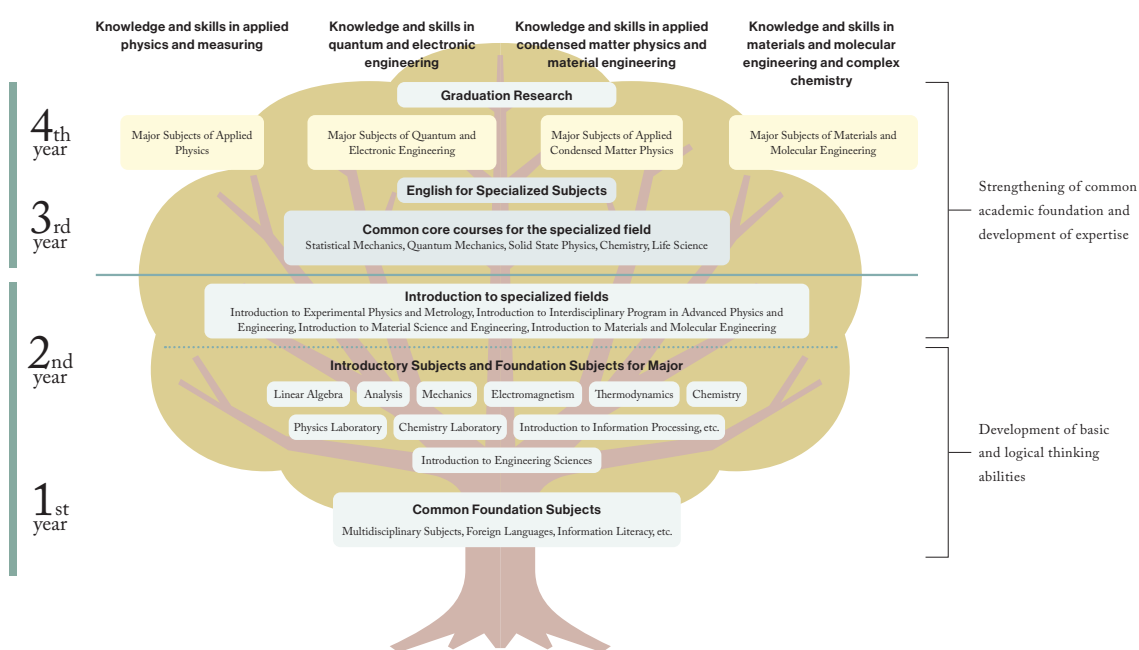 Knowledge and skills in applied
physics and measuring
Knowledge and skills in
quantum and electronic
engineering
Knowledge and skills in applied
condensed matter physics and
material engineering
Knowledge and skills in
materials and molecular
engineering and complex
chemistry
Graduation Research
4th
year
Major Subjects of Applied
Physics
Major Subjects of Quantum and
Electronic Engineering
Major Subjects of Applied
Condensed Matter Physics
Major Subjects of Materials and
Molecular Engineering
English for Specialized Subjects
3rd
year
Common core courses for the specialized field
Statistical Mechanics, Quantum Mechanics, Solid State Physics, Chemistry, Life Science
Strengthening of common
academic foundation and
development of expertise
Introduction to specialized fields
Introduction to Experimental Physics and Metrology, Introduction to Interdisciplinary Program in Advanced Physics and
Engineering, Introduction to Material Science and Engineering, Introduction to Materials and Molecular Engineering
2nd
year
Introductory Subjects and Foundation Subjects for Major
Linear Algebra
Analysis
Mechanics
Electromagnetism
Thermodynamics
Chemistry
Physics Laboratory
Chemistry Laboratory
Introduction to Information Processing, etc.
Introduction to Engineering Sciences
Development of basic
and logical thinking
abilities
1st
year
Common Foundation Subjects
Multidisciplinary Subjects, Foreign Languages, Information Literacy, etc.